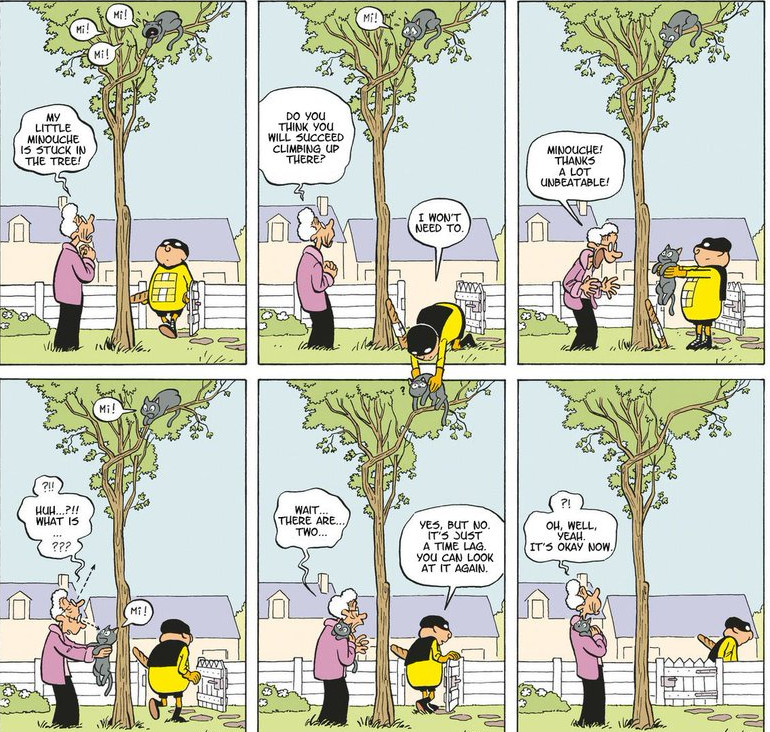 Mi!
Mi!
Mi!
MY
LITTLE
MINOUCHE
IS STUCK IN
THE TREE!
Mi!
DO YOU
THINK YOU
WILL SUCCEED
CLIMBING UP
THERE?
I WON'T
NEED TO.
MINOUCHE!
THANKS
A LOT
UNBEATABLE!
Mi!
?!!
HUH...?!!
WHAT IS
...
???
Mi!
?
WAIT...
THERE ARE...
TWO...
YES, BUT NO.
IT'S JUST
A TIME LAG.
YOU CAN LOOK
AT IT AGAIN.
?!
OH, WELL,
YEAH.
IT'S OKAY NOW.